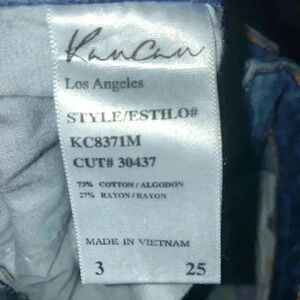 KanCan
Los Angeles
STYLE/ESTILO#
KC8371M
CUT# 30437
73% COTTON/ALGODON
27% RAYON/RAYON
MADE IN VIETNAM
3 25